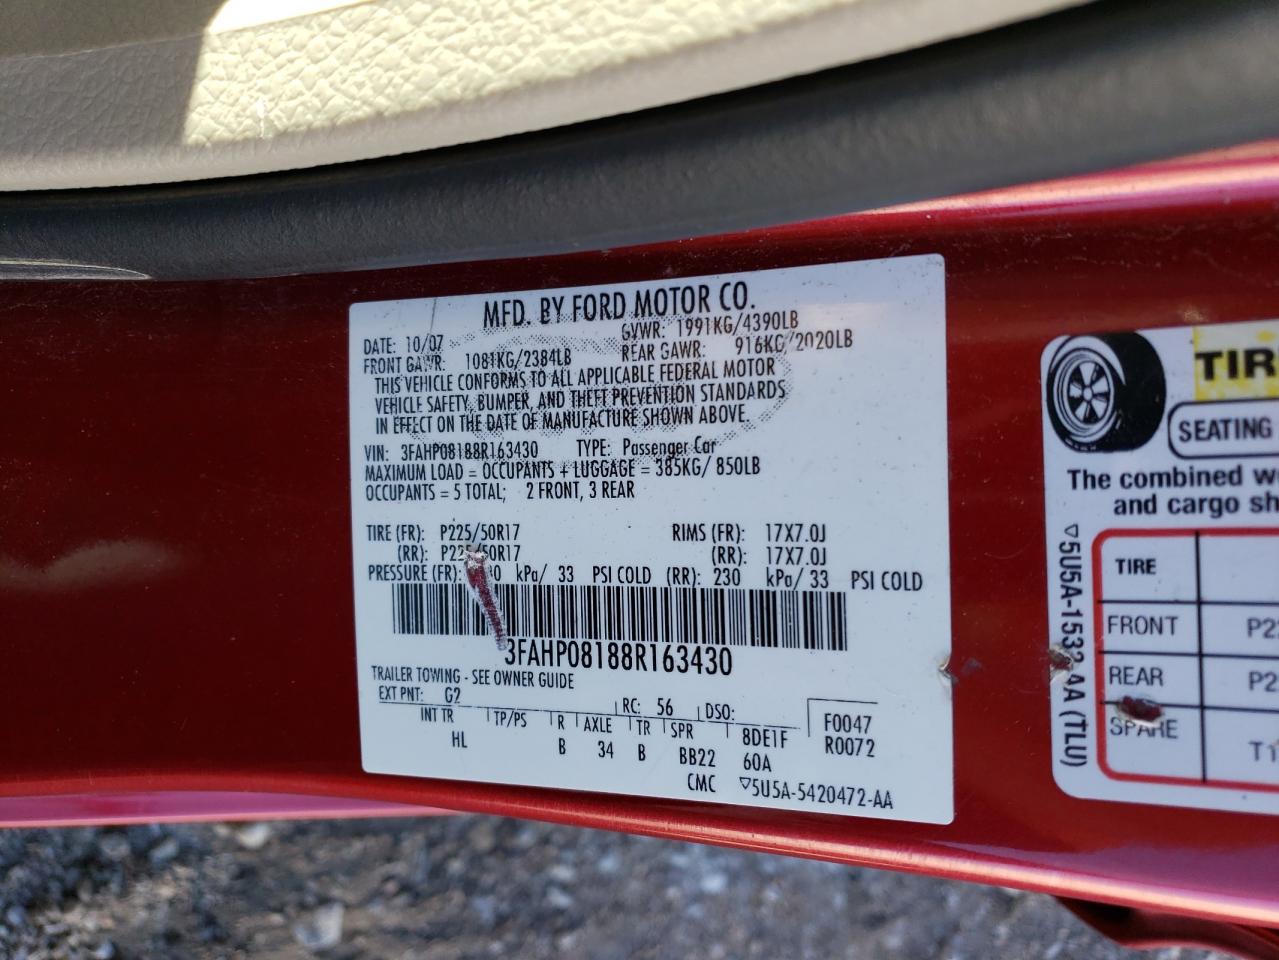 MFD. BY FORD MOTOR CO.
DATE: 10/07 GVWR: 1991KG/4390LB
FRONT GAWR: 1081KG/2384LB REAR GAWR: 916KG/2020LB
THIS VEHICLE CONFORMS TO ALL APPLICABLE FEDERAL MOTOR
VEHICLE SAFETY, BUMPER, AND THEFT PREVENTION STANDARDS
IN EFFECT ON THE DATE OF MANUFACTURE SHOWN ABOVE.
VIN: 3FAHP08188R163430 TYPE: Passenger Car
MAXIMUM LOAD = OCCUPANTS + LUGGAGE = 385KG/ 850LB
OCCUPANTS = 5 TOTAL; 2 FRONT, 3 REAR
TIRE (FR): P225/50R17 RIMS (FR): 17X7.0J
(RR): P225/50R17 (RR): 17X7.0J
PRESSURE (FR): kPa/ 33 PSI COLD (RR): 230 kPa/ 33 PSI COLD
3FAHP08188R163430
TRAILER TOWING - SEE OWNER GUIDE
EXT PNT: G2 RC: 56 DSO:
INT TR TP/PS R AXLE TR SPR 8DE1F F0047
HL B 34 B BB22 60A R0072
CMC ▽5U5A-5420472-AA
TIR
SEATING
The combined
and cargo
TIRE
FRONT
REAR
SPARE